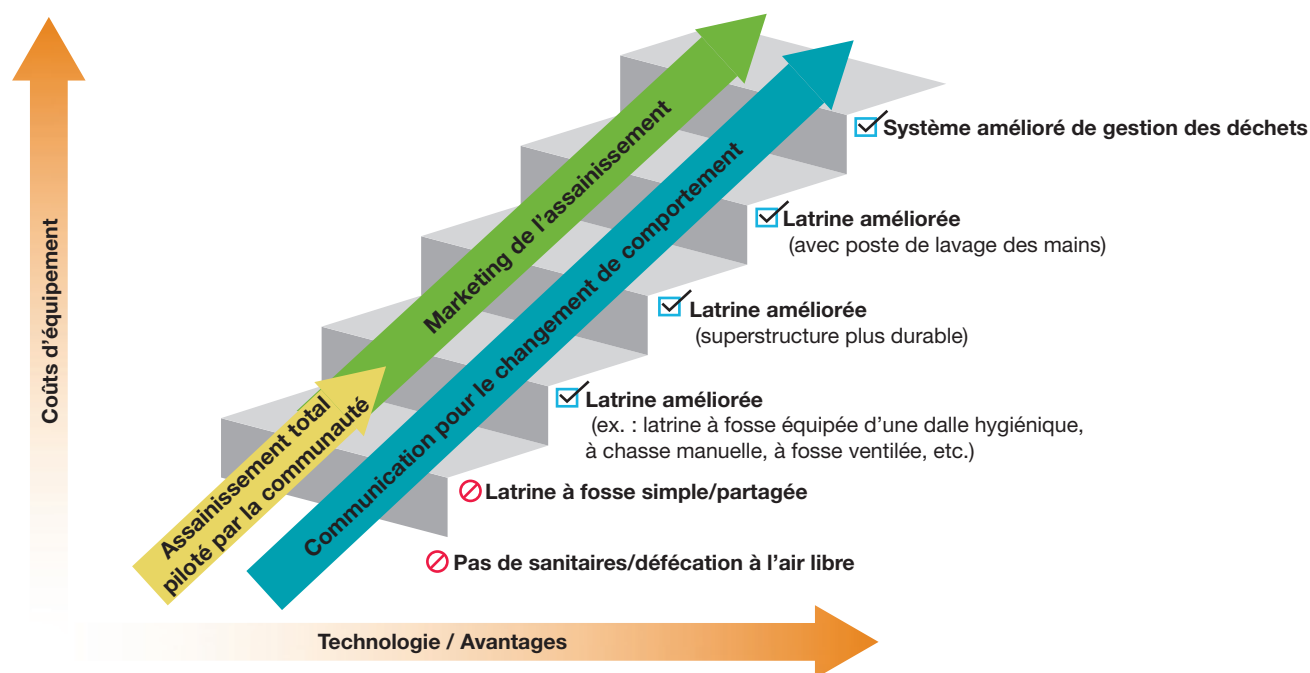 Coûts d'équipement
Assainissement total
piloté par la communauté
Marketing de l'assainissement
Communication pour le changement de comportement
Système amélioré de gestion des déchets
Latrine améliorée
(avec poste de lavage des mains)
Latrine améliorée
(superstructure plus durable)
Latrine améliorée
(ex. : latrine à fosse équipée d'une dalle hygiénique,
à chasse manuelle, à fosse ventilée, etc.)
Latrine à fosse simple/partagée
Pas de sanitaires/défécation à l'air libre
Technologie / Avantages